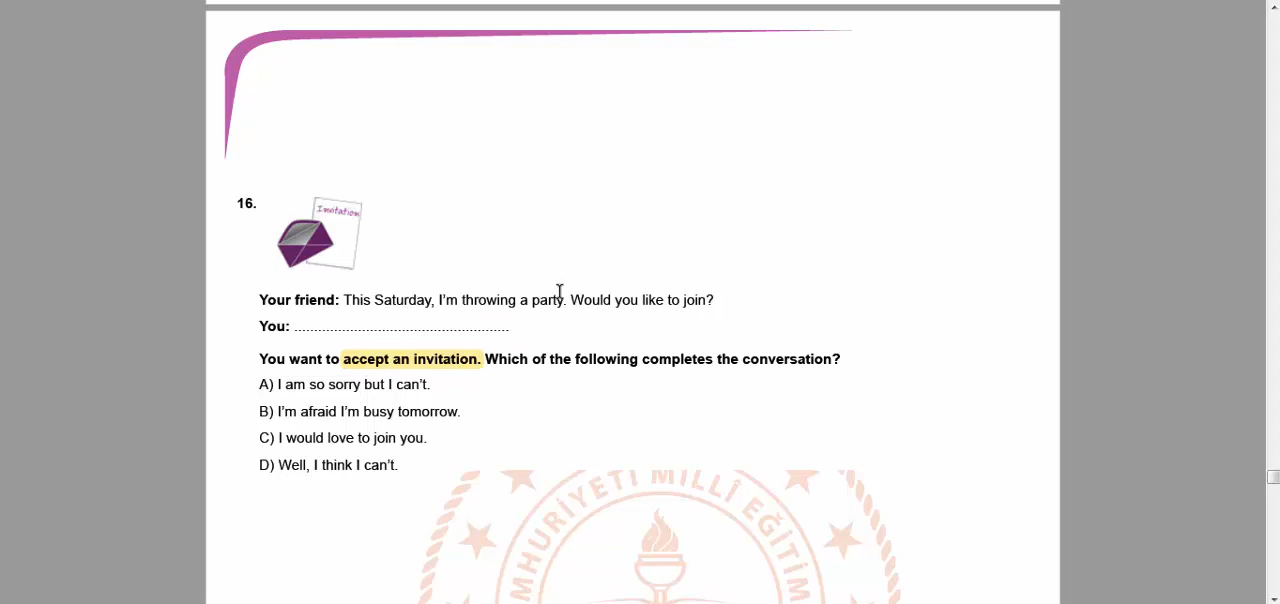 16.
Invitation
Your friend: This Saturday, I'm throwing a party. Would you like to join?
You: ......................................................
You want to accept an invitation. Which of the following completes the conversation?
A) I am so sorry but I can't.
B) I'm afraid I'm busy tomorrow.
C) I would love to join you.
D) Well, I think I can't.
MHURİYETİ MİLLÎ EĞİTİM